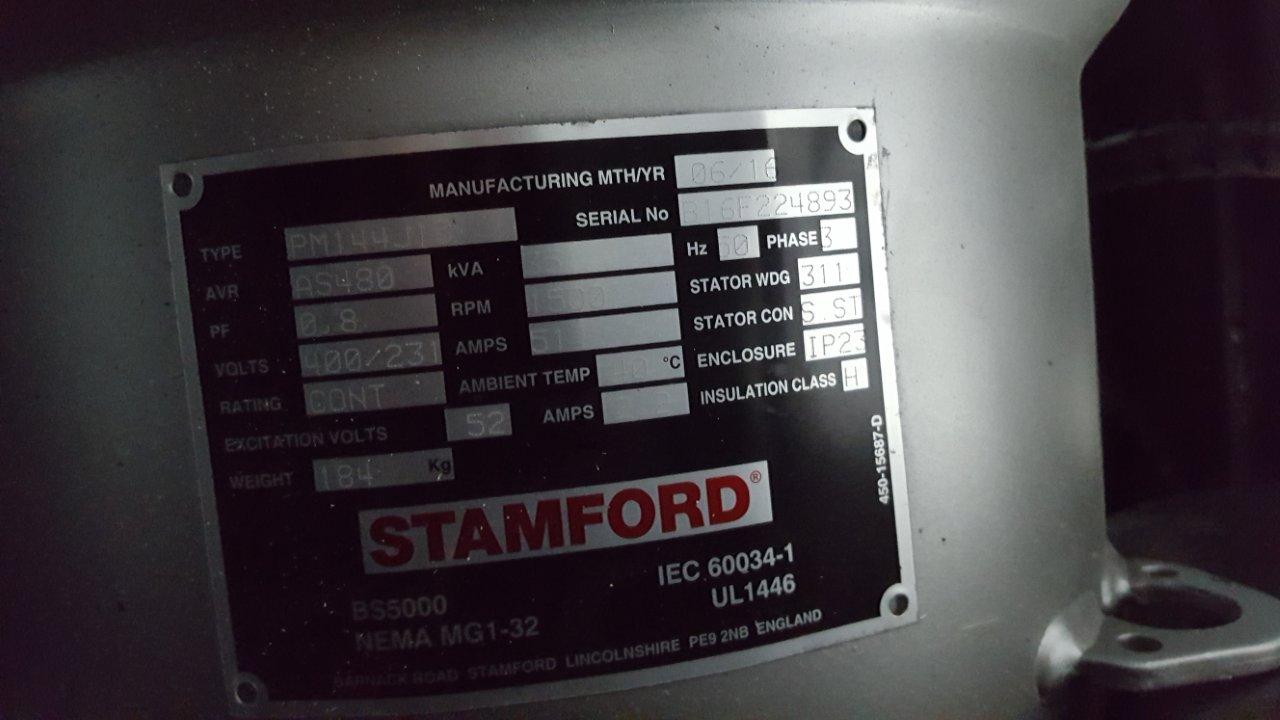 MANUFACTURING MTH/YR 06/16
SERIAL No B16F224893
TYPE PM144J1
AVR AS480 kVA Hz 50 PHASE 3
PF 0,8 RPM 1500 STATOR WDG 311
VOLTS 400/231 AMPS 51 STATOR CON S.ST
RATING CONT AMBIENT TEMP 40 °C ENCLOSURE IP23
EXCITATION VOLTS 52 AMPS INSULATION CLASS H
WEIGHT 184 Kg
450-15687-D
STAMFORD®
BS5000 IEC 60034-1
NEMA MG1-32 UL1446
BARNACK ROAD STAMFORD LINCOLNSHIRE PE9 2NB ENGLAND